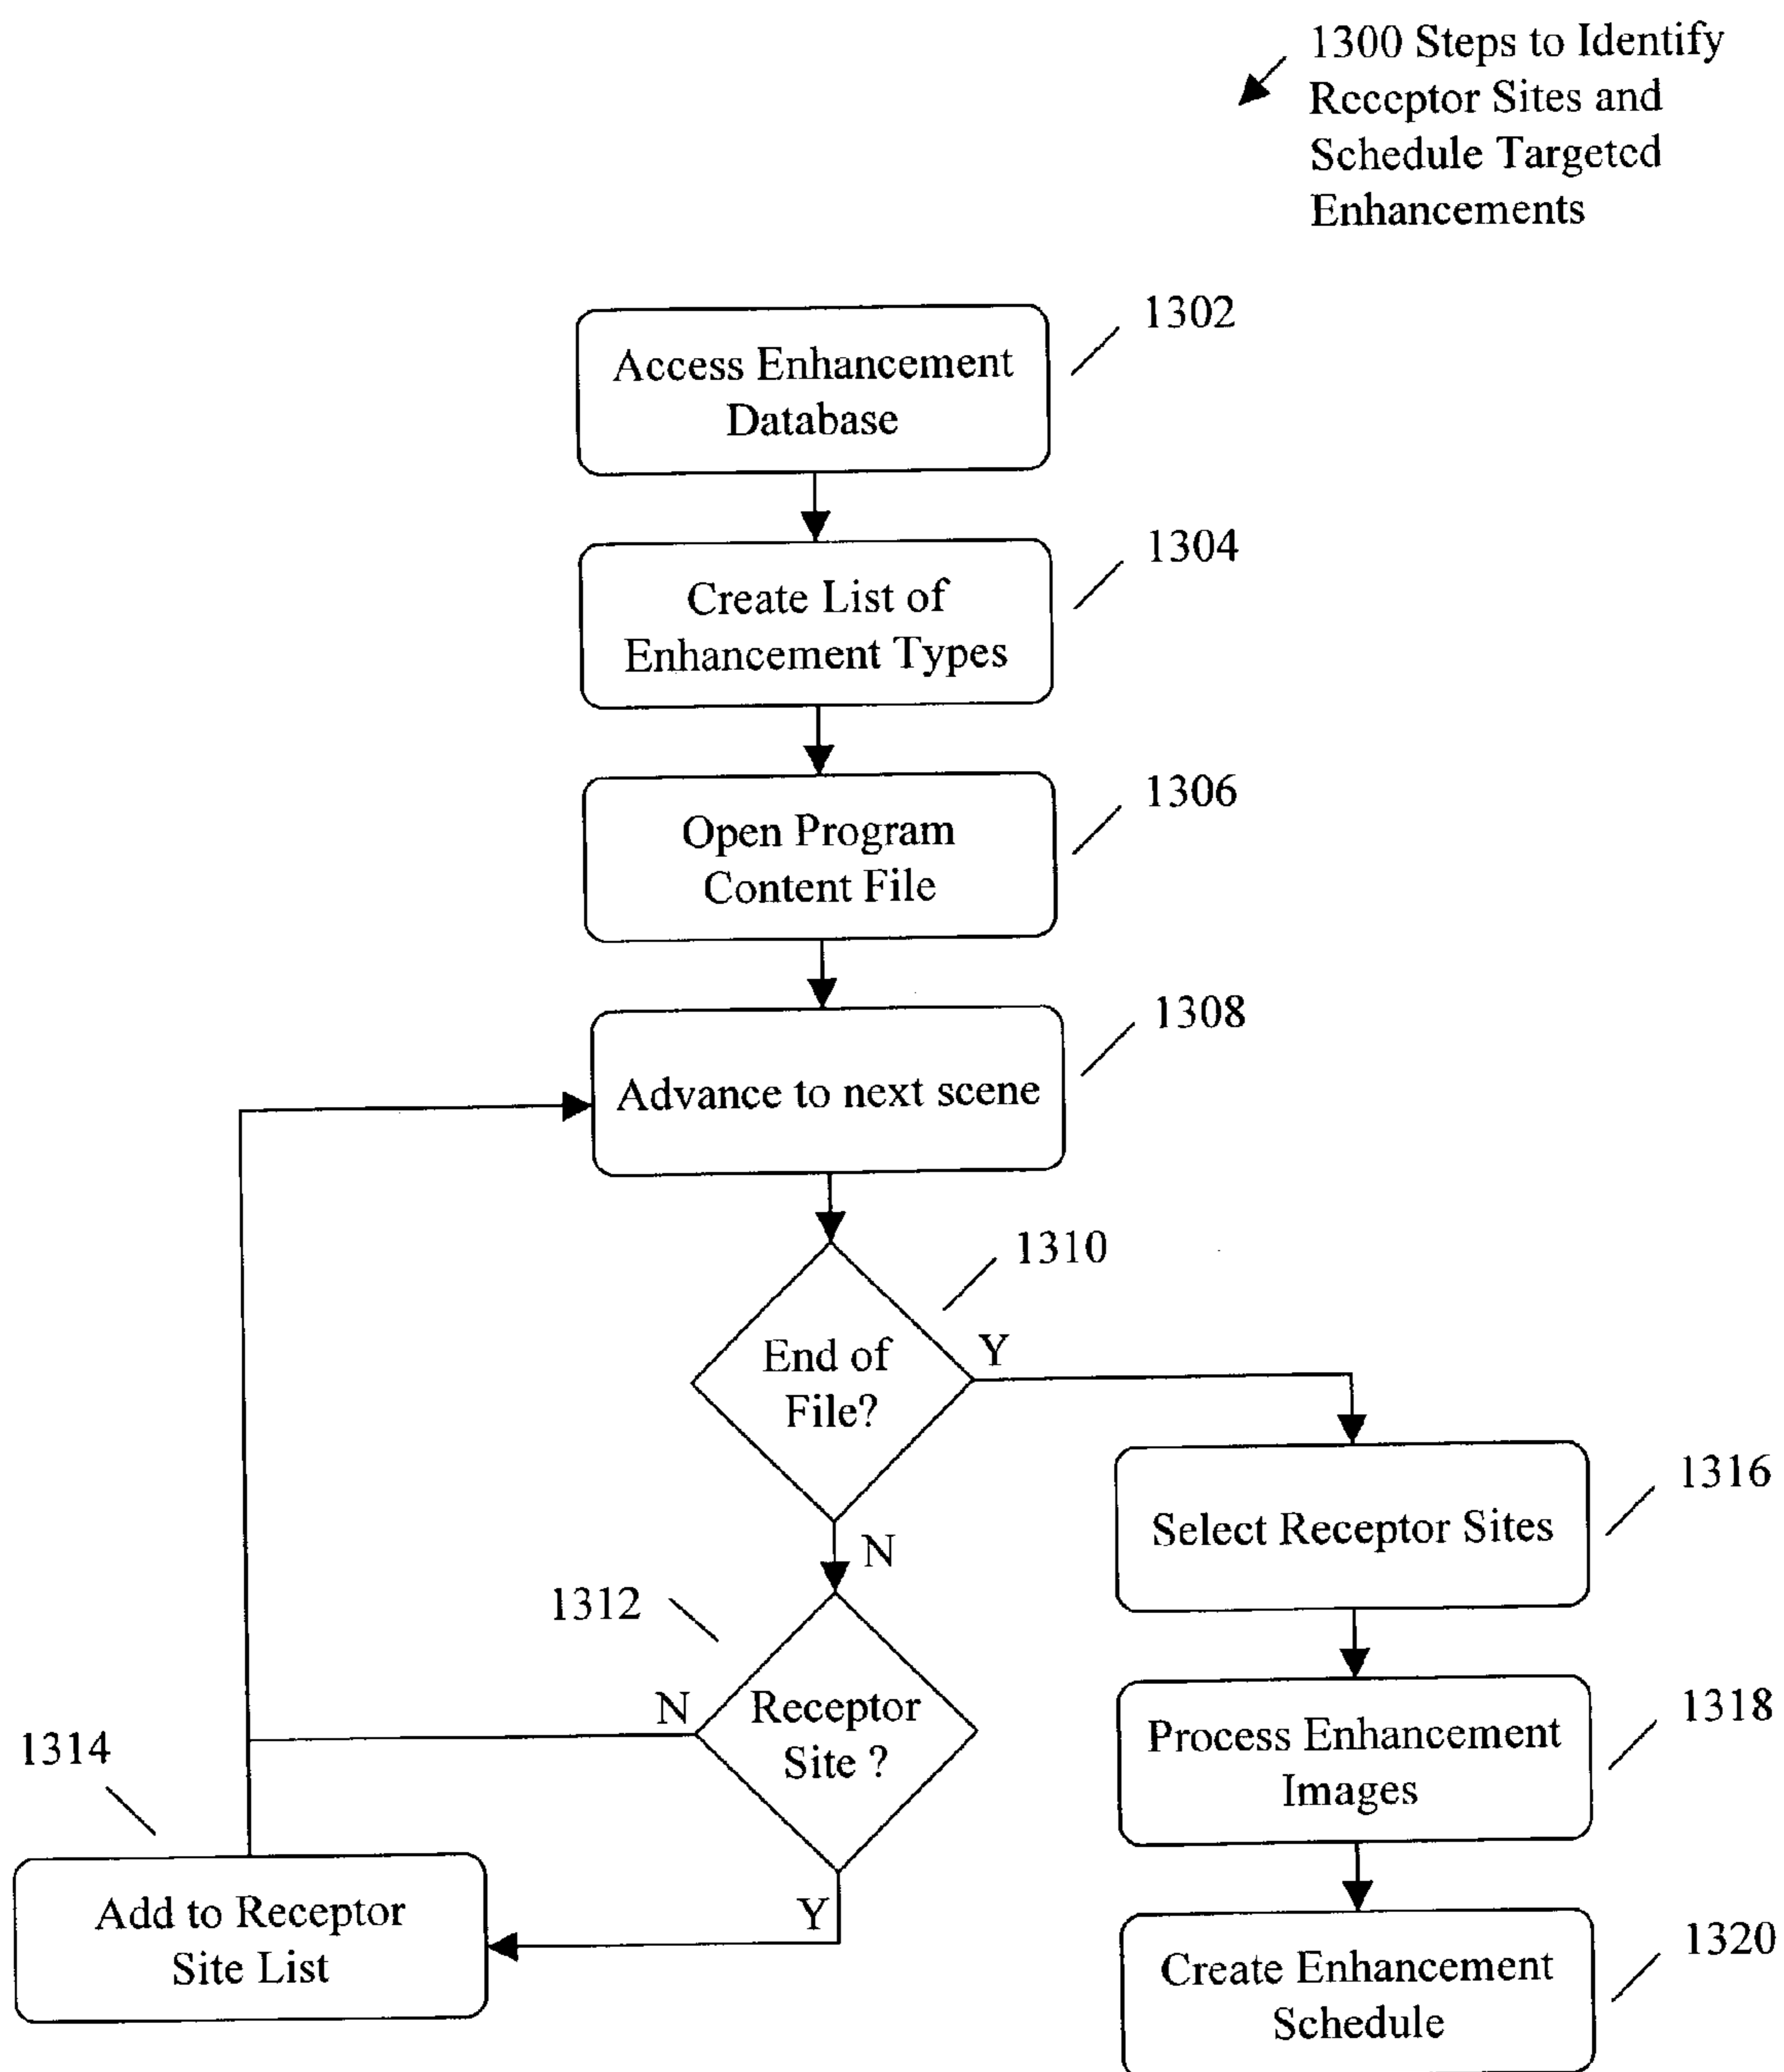 1300 Steps to Identify
Receptor Sites and
Schedule Targeted
Enhancements
1302
Access Enhancement
Database
1304
Create List of
Enhancement Types
1306
Open Program
Content File
1308
Advance to next scene
1310
End of
File?
Y
N
1312
Receptor
Site ?
N
Y
1314
Add to Receptor
Site List
1316
Select Receptor Sites
1318
Process Enhancement
Images
1320
Create Enhancement
Schedule